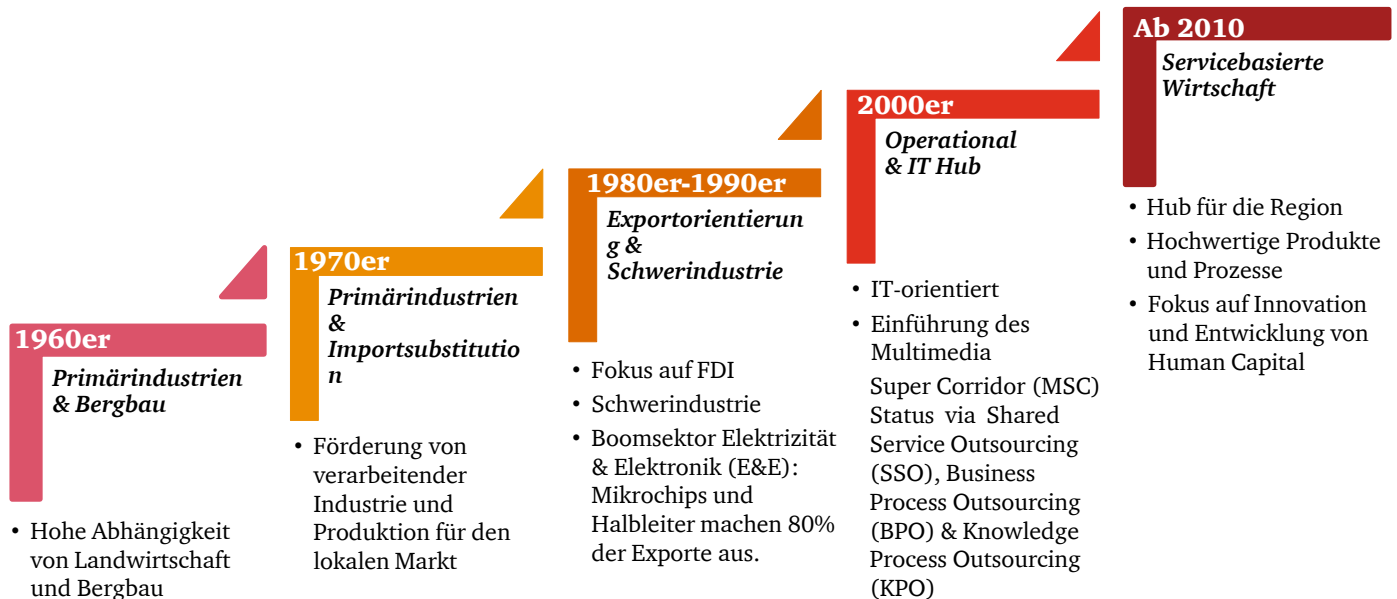 1960er
Primärindustrien
& Bergbau
• Hohe Abhängigkeit
von Landwirtschaft
und Bergbau
1970er
Primärindustrien
&
Importsubstitutio
n
• Förderung von
verarbeitender
Industrie und
Produktion für den
lokalen Markt
1980er-1990er
Exportorientierun
g &
Schwerindustrie
• Fokus auf FDI
• Schwerindustrie
• Boomsektor Elektrizität
& Elektronik (E&E):
Mikrochips und
Halbleiter machen 80%
der Exporte aus.
2000er
Operational
& IT Hub
• IT-orientiert
• Einführung des
Multimedia
Super Corridor (MSC)
Status via Shared
Service Outsourcing
(SSO), Business
Process Outsourcing
(BPO) & Knowledge
Process Outsourcing
(KPO)
Ab 2010
Servicebasierte
Wirtschaft
• Hub für die Region
• Hochwertige Produkte
und Prozesse
• Fokus auf Innovation
und Entwicklung von
Human Capital